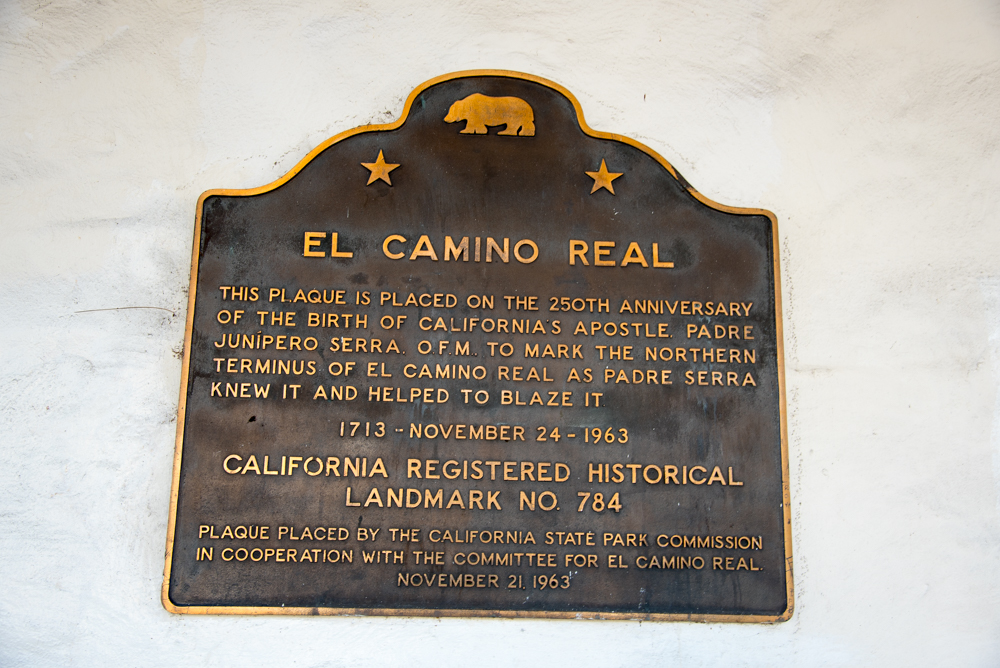 EL CAMINO REAL
THIS PLAQUE IS PLACED ON THE 250TH ANNIVERSARY
OF THE BIRTH OF CALIFORNIA'S APOSTLE, PADRE
JUNÍPERO SERRA, O.F.M. TO MARK THE NORTHERN
TERMINUS OF EL CAMINO REAL AS PADRE SERRA
KNEW IT AND HELPED TO BLAZE IT.
1713 - NOVEMBER 24 - 1963
CALIFORNIA REGISTERED HISTORICAL
LANDMARK NO. 784
PLAQUE PLACED BY THE CALIFORNIA STATE PARK COMMISSION
IN COOPERATION WITH THE COMMITTEE FOR EL CAMINO REAL.
NOVEMBER 21, 1963